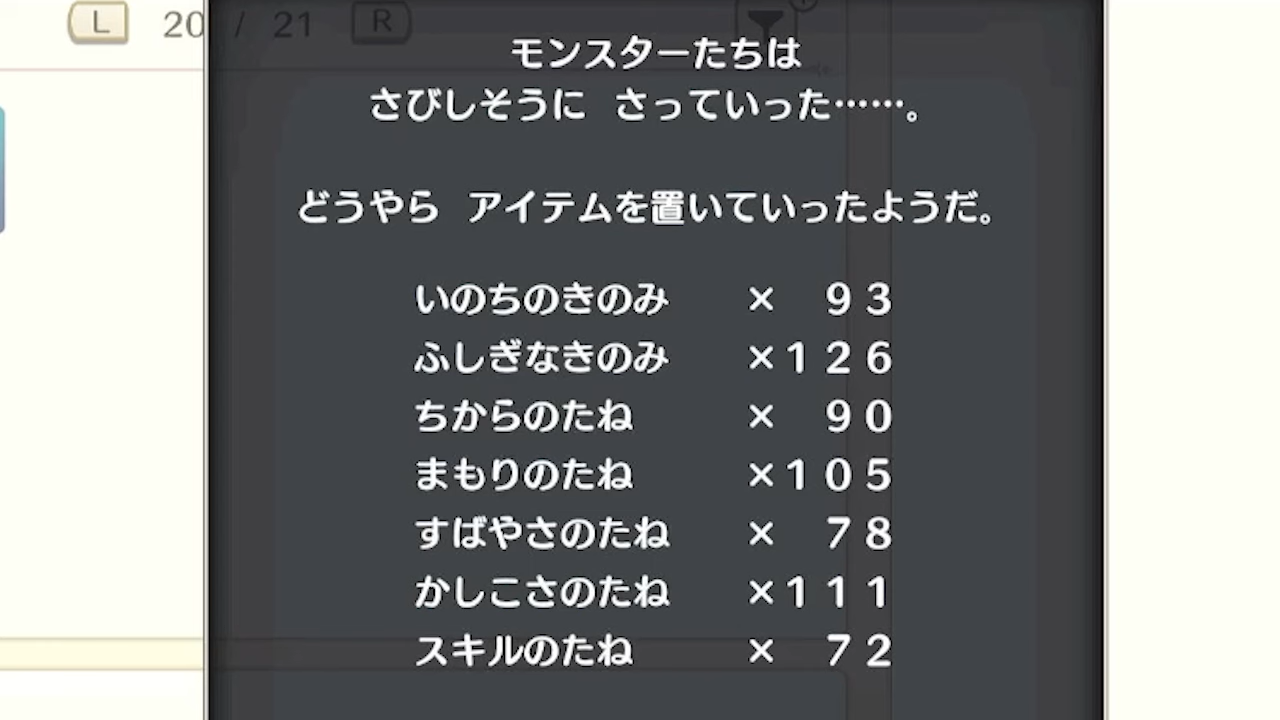 L 20 / 21 R
モンスターたちは
さびしそうに さっていった……。
どうやら アイテムを置いていったようだ。
いのちのきのみ × 93
ふしぎなきのみ ×126
ちからのたね × 90
まもりのたね ×105
すばやさのたね × 78
かしこさのたね ×111
スキルのたね × 72